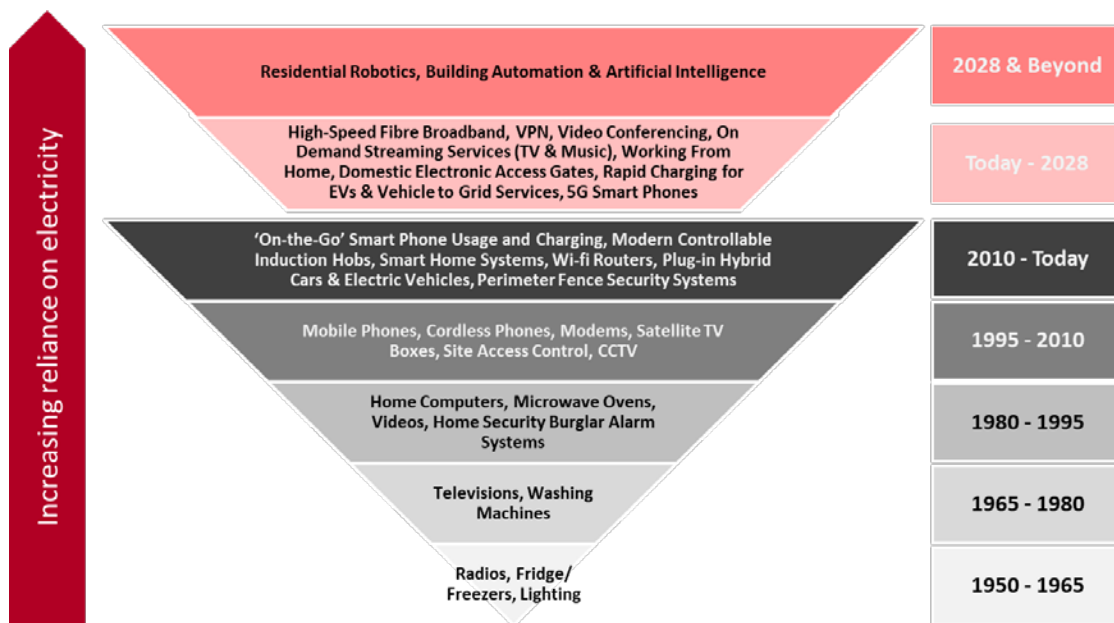 Increasing reliance on electricity
Residential Robotics, Building Automation & Artificial Intelligence
2028 & Beyond
High-Speed Fibre Broadband, VPN, Video Conferencing, On
Demand Streaming Services (TV & Music), Working From
Home, Domestic Electronic Access Gates, Rapid Charging for
EVs & Vehicle to Grid Services, 5G Smart Phones
Today - 2028
‘On-the-Go’ Smart Phone Usage and Charging, Modern Controllable
Induction Hobs, Smart Home Systems, Wi-fi Routers, Plug-in Hybrid
Cars & Electric Vehicles, Perimeter Fence Security Systems
2010 - Today
Mobile Phones, Cordless Phones, Modems, Satellite TV
Boxes, Site Access Control, CCTV
1995 - 2010
Home Computers, Microwave Ovens,
Videos, Home Security Burglar Alarm
Systems
1980 - 1995
Televisions, Washing
Machines
1965 - 1980
Radios, Fridge/
Freezers, Lighting
1950 - 1965